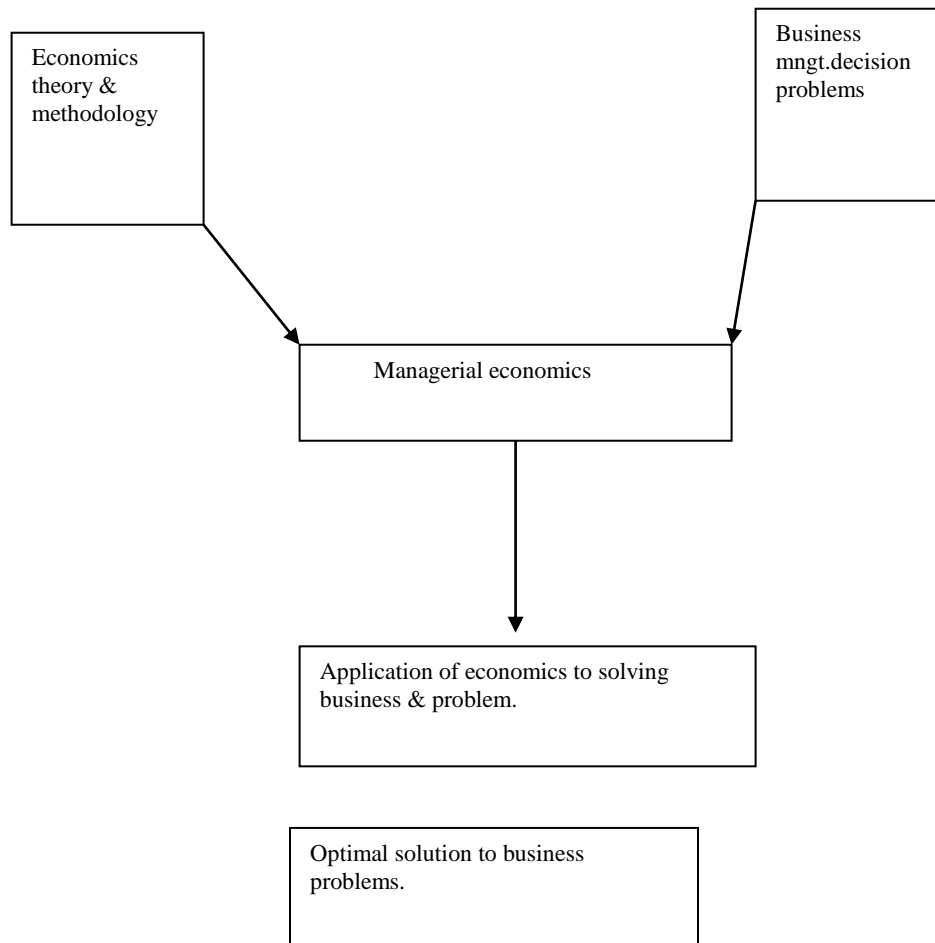 Economics
theory &
methodology
Business
mngt.decision
problems
Managerial economics
Application of economics to solving
business & problem.
Optimal solution to business
problems.